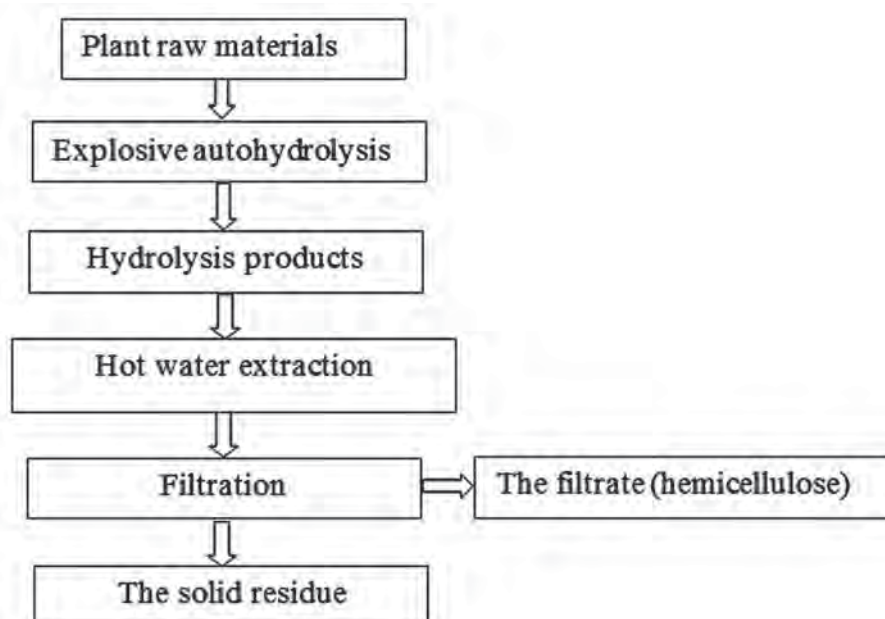 Plant raw materials
Explosive autohydrolysis
Hydrolysis products
Hot water extraction
Filtration
The filtrate (hemicellulose)
The solid residue